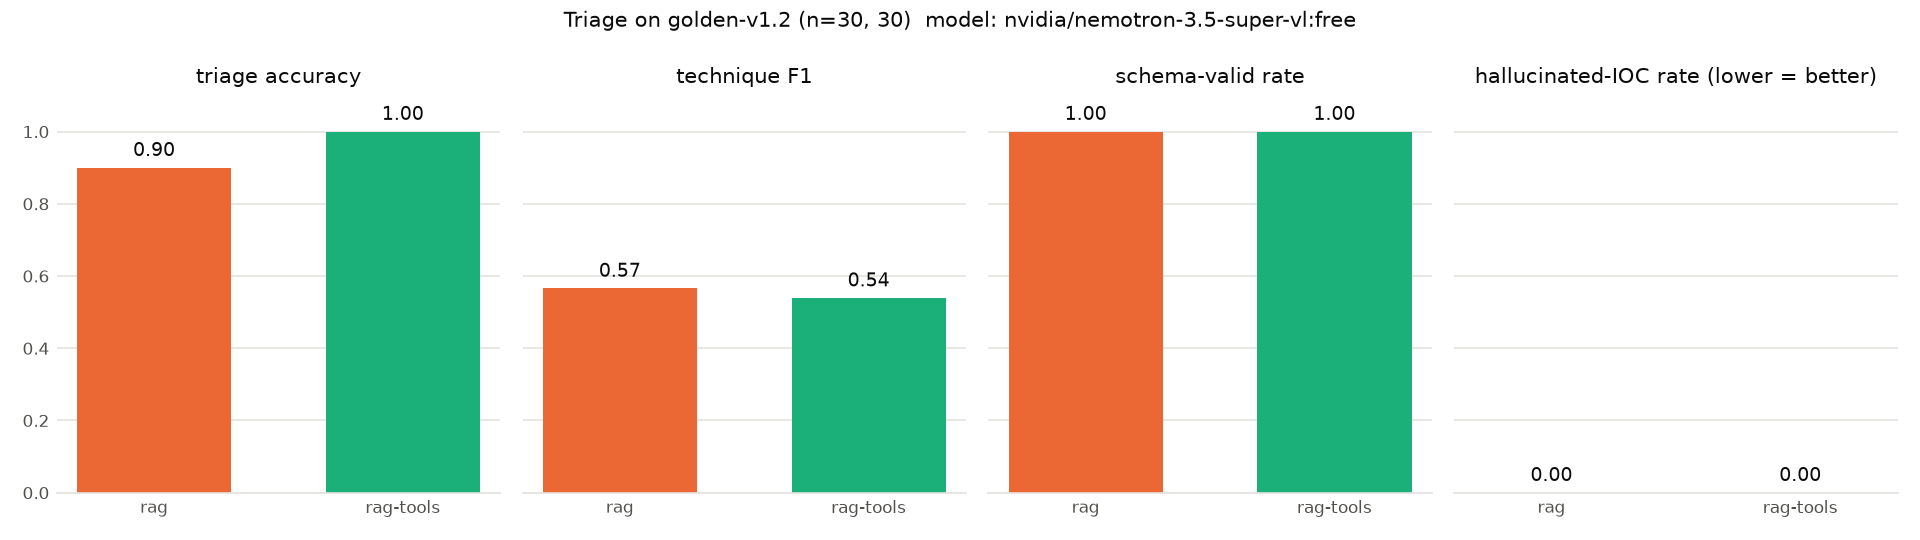 Triage on golden-v1.2 (n=30, 30)  model: nvidia/nemotron-3.5-super-vl:free
triage accuracy
technique F1
schema-valid rate
hallucinated-IOC rate (lower = better)
1.0
0.8
0.6
0.4
0.2
0.0
0.90
1.00
0.57
0.54
1.00
1.00
0.00
0.00
rag
rag-tools
rag
rag-tools
rag
rag-tools
rag
rag-tools